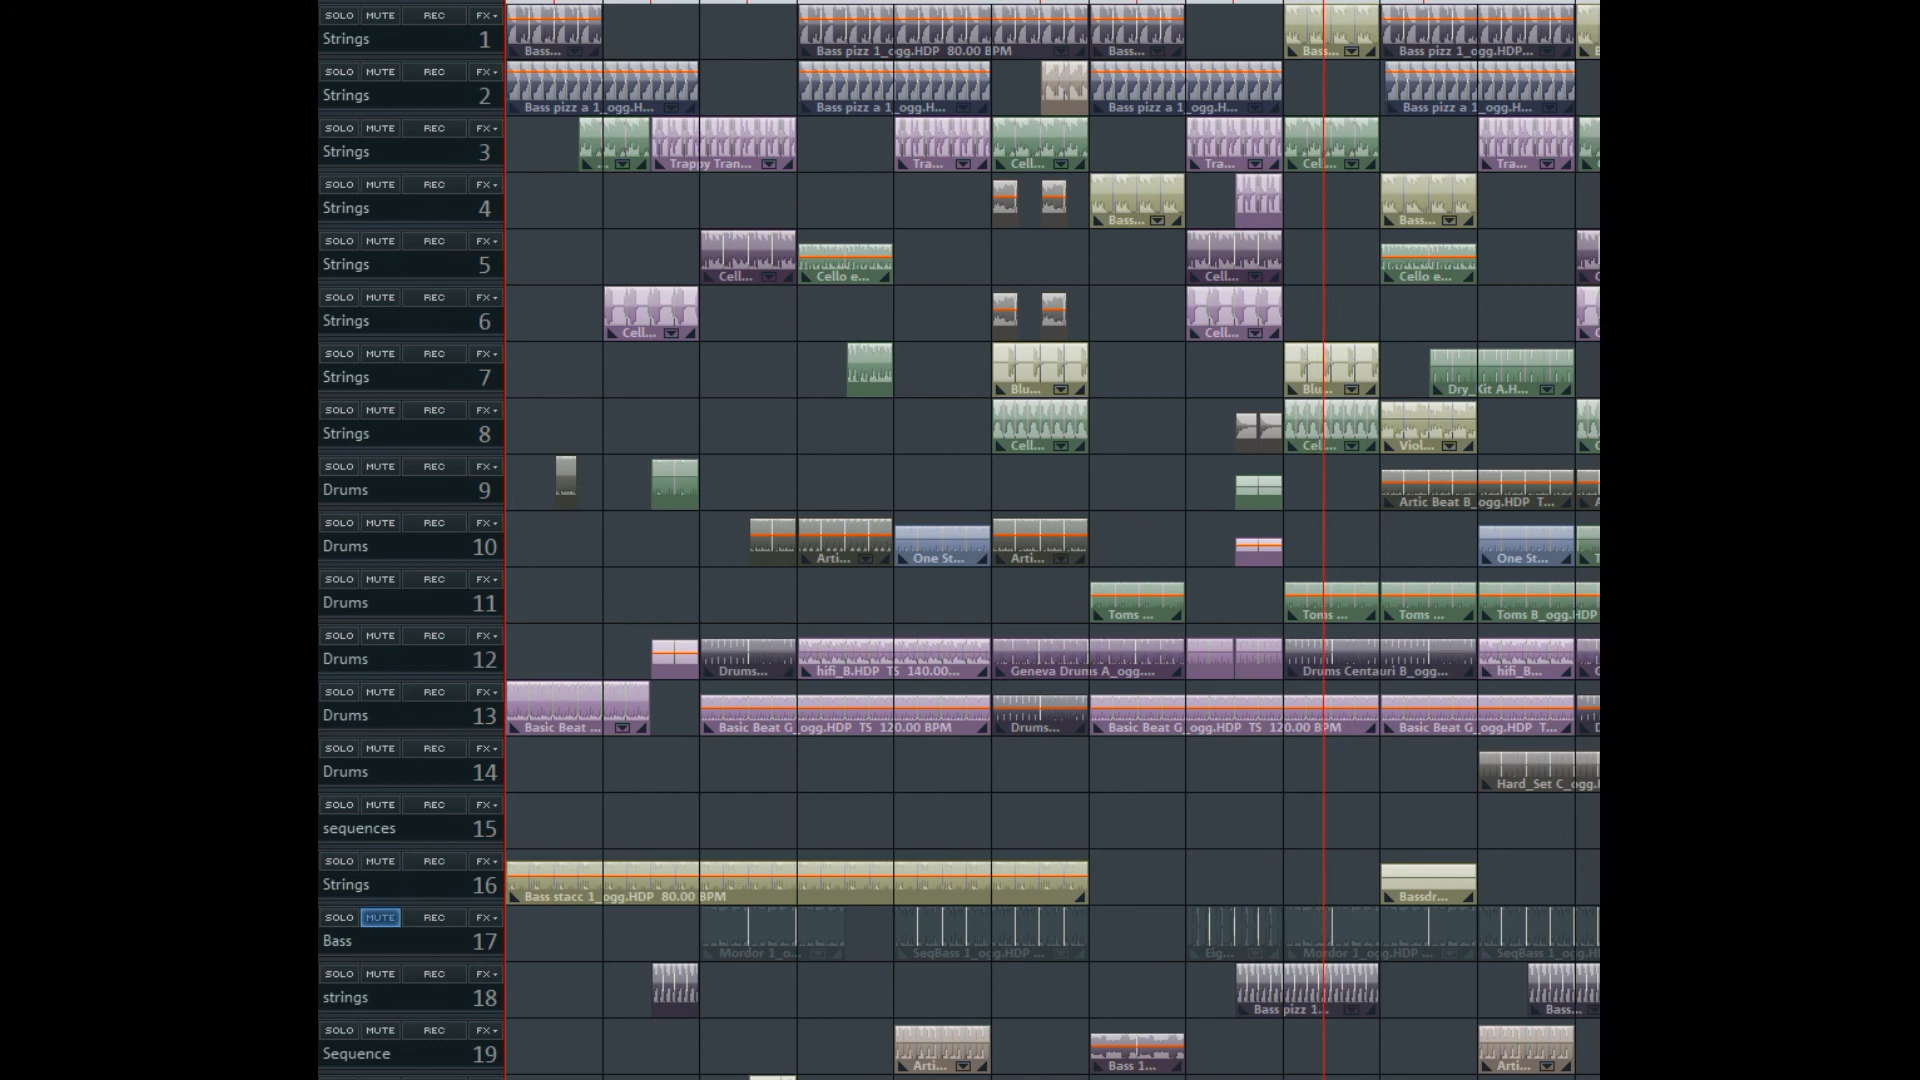 SOLO MUTE REC FX
Strings 1
Bass... Bass pizz 1_ogg.HDP 80.00 BPM Bass... Bass... Bass pizz 1_ogg.HDP...
SOLO MUTE REC FX
Strings 2
Bass pizz a 1_ogg.H... Bass pizz a 1_ogg.H... Bass pizz a 1_ogg.H... Bass pizz a 1_ogg.H...
SOLO MUTE REC FX
Strings 3
... Trappy Tran... Tra... Cell... Tra... Cel... Tra...
SOLO MUTE REC FX
Strings 4
Bass... Bass...
SOLO MUTE REC FX
Strings 5
Cell... Cello e... Cell... Cello e...
SOLO MUTE REC FX
Strings 6
Cell... Cell...
SOLO MUTE REC FX
Strings 7
Blu... Blu... Dry_Kit A.H...
SOLO MUTE REC FX
Strings 8
Cell... Cel... Viol...
SOLO MUTE REC FX
Drums 9
Artic Beat B_ogg.HDP T...
SOLO MUTE REC FX
Drums 10
Arti... One St... Arti... One St...
SOLO MUTE REC FX
Drums 11
Toms ... Toms ... Toms ... Toms B_ogg.HDP
SOLO MUTE REC FX
Drums 12
Drums... hifi_B.HDP TS 140.00... Geneva Drums A_ogg.... Drums Centauri B_ogg... hifi_B...
SOLO MUTE REC FX
Drums 13
Basic Beat ... Basic Beat G_ogg.HDP TS 120.00 BPM Drums... Basic Beat G_ogg.HDP TS 120.00 BPM Basic Beat G_ogg.HDP T...
SOLO MUTE REC FX
Drums 14
Hard_Set C_ogg.
SOLO MUTE REC FX
sequences 15
SOLO MUTE REC FX
Strings 16
Bass stacc 1_ogg.HDP 80.00 BPM Bassdr...
SOLO MUTE REC FX
Bass 17
Mordor 1_o... SeqBass 1_ogg.HDP ... Eig... Mordor 1_ogg.HDP ... SeqBass 1_ogg.H
SOLO MUTE REC FX
strings 18
Bass pizz 1... Bass...
SOLO MUTE REC FX
Sequence 19
Arti... Bass 1... Arti...